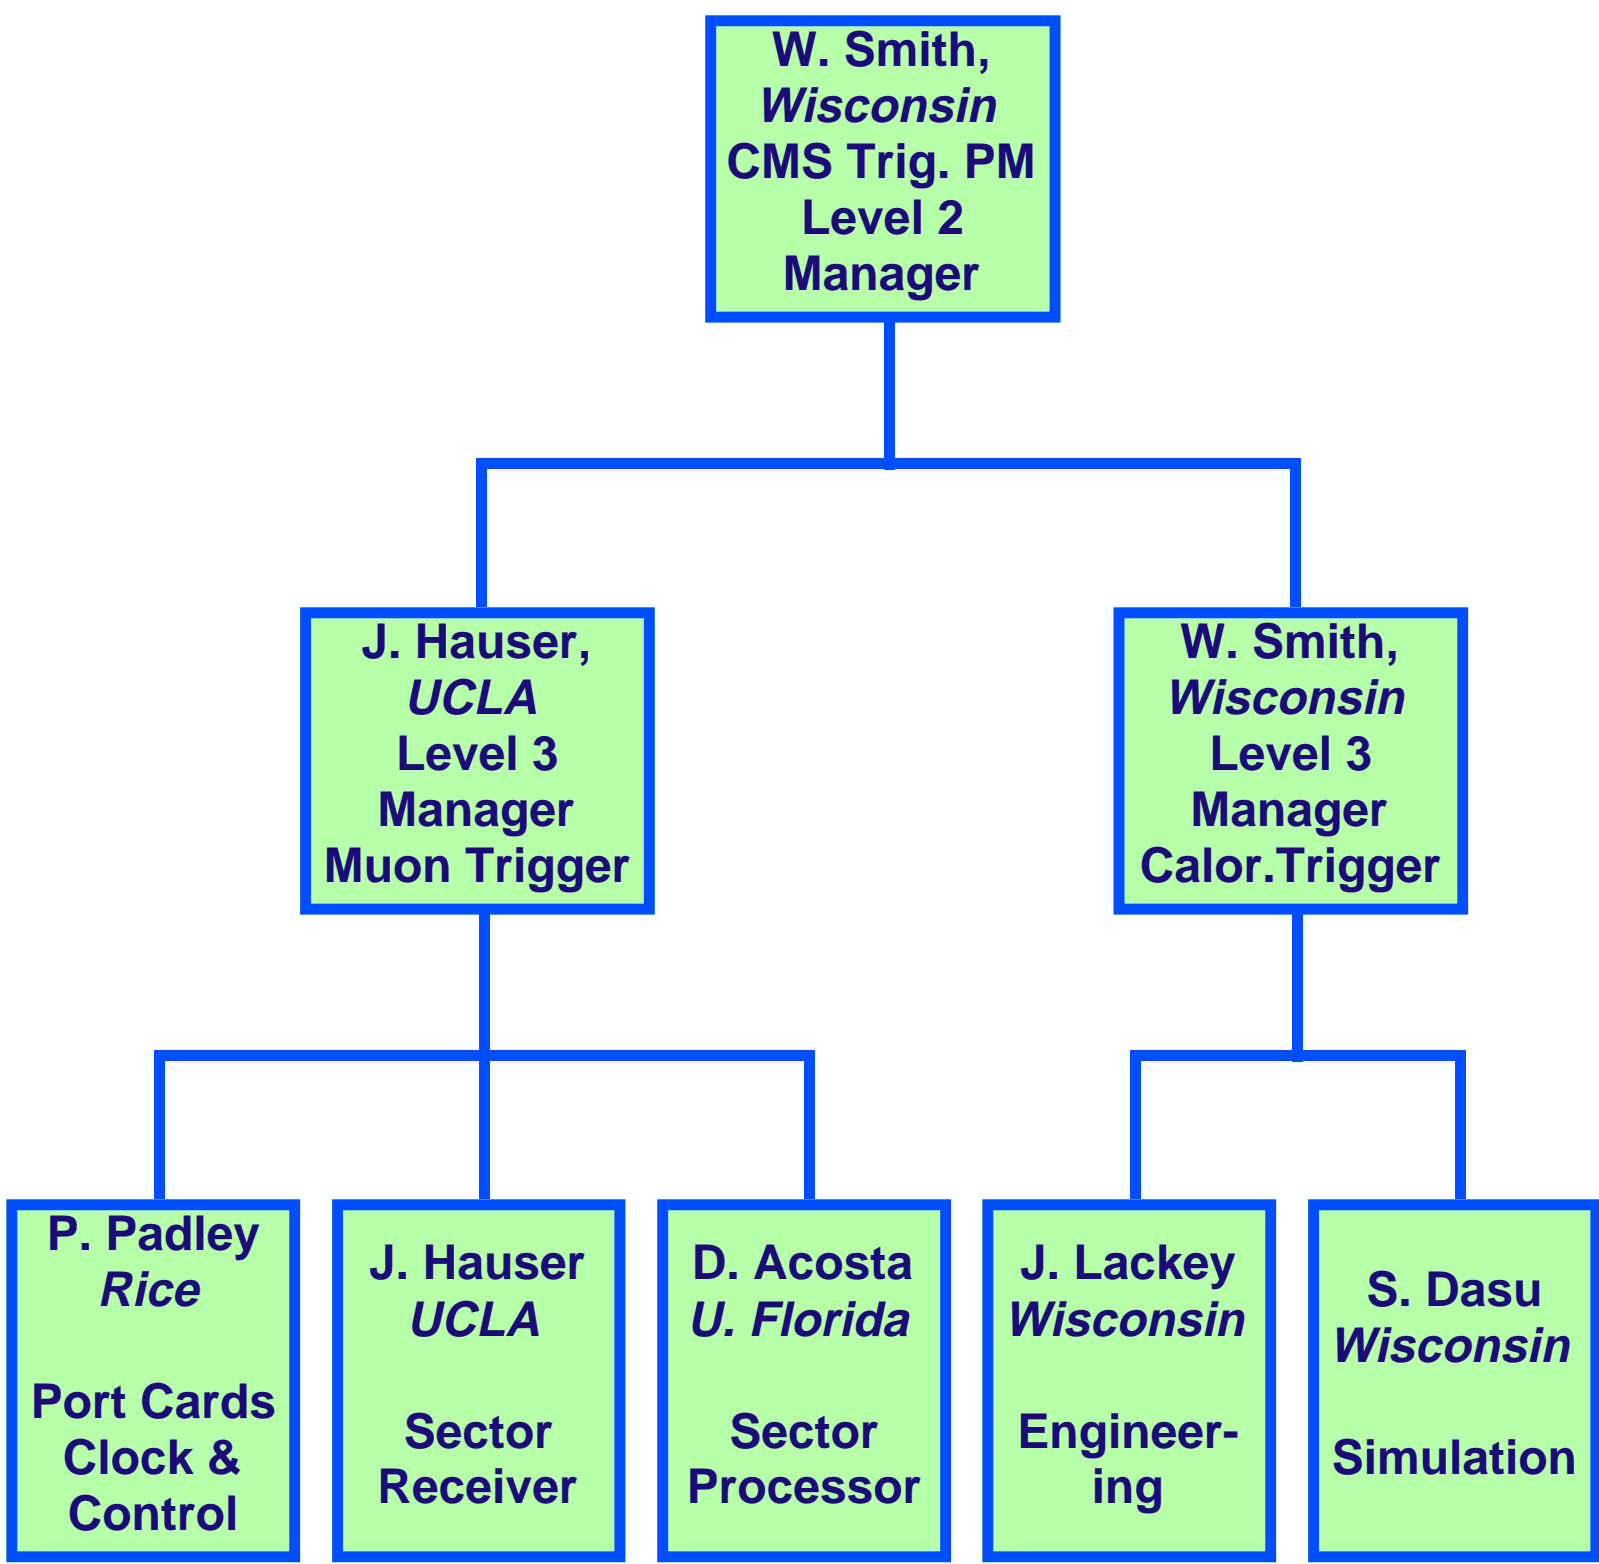 W. Smith,
Wisconsin
CMS Trig. PM
Level 2
Manager
J. Hauser,
UCLA
Level 3
Manager
Muon Trigger
W. Smith,
Wisconsin
Level 3
Manager
Calor.Trigger
P. Padley
Rice
Port Cards
Clock &
Control
J. Hauser
UCLA
Sector
Receiver
D. Acosta
U. Florida
Sector
Processor
J. Lackey
Wisconsin
Engineer-
ing
S. Dasu
Wisconsin
Simulation